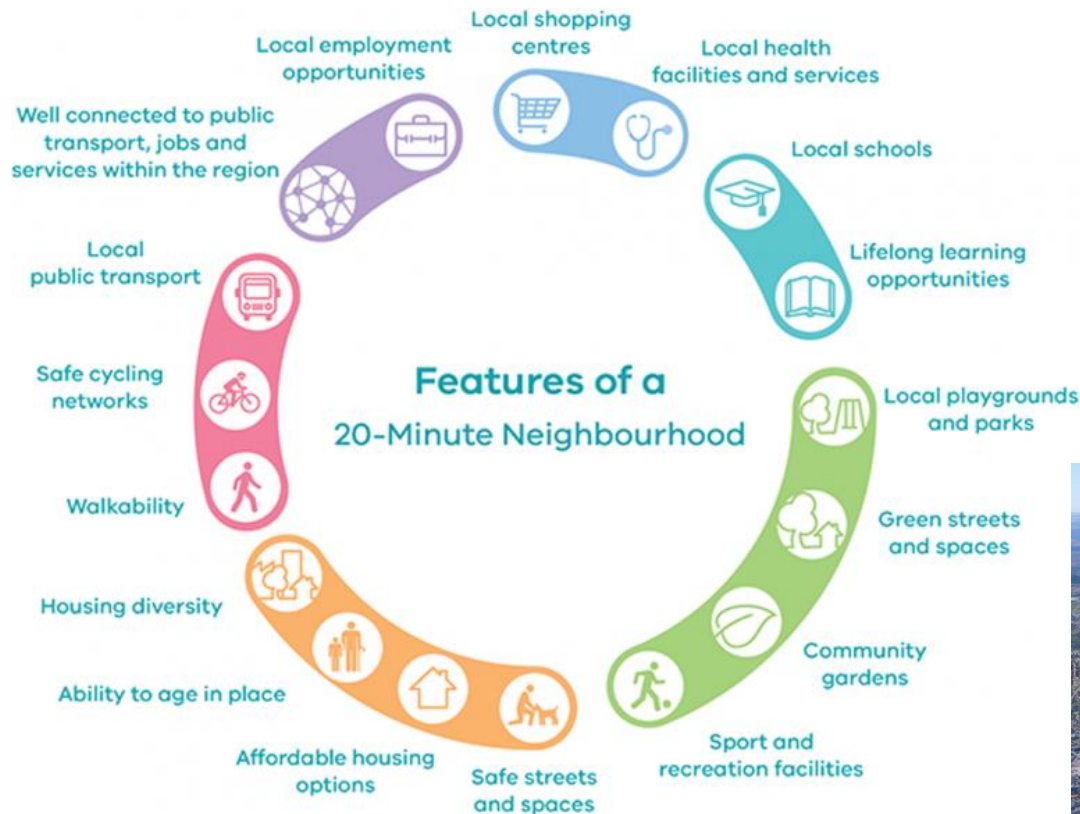 Features of a
20-Minute Neighbourhood
Local shopping
centres
Local health
facilities and services
Local schools
Lifelong learning
opportunities
Local playgrounds
and parks
Green streets
and spaces
Community
gardens
Sport and
recreation facilities
Safe streets
and spaces
Affordable housing
options
Ability to age in place
Housing diversity
Walkability
Safe cycling
networks
Local
public transport
Well connected to public
transport, jobs and
services within the region
Local employment
opportunities